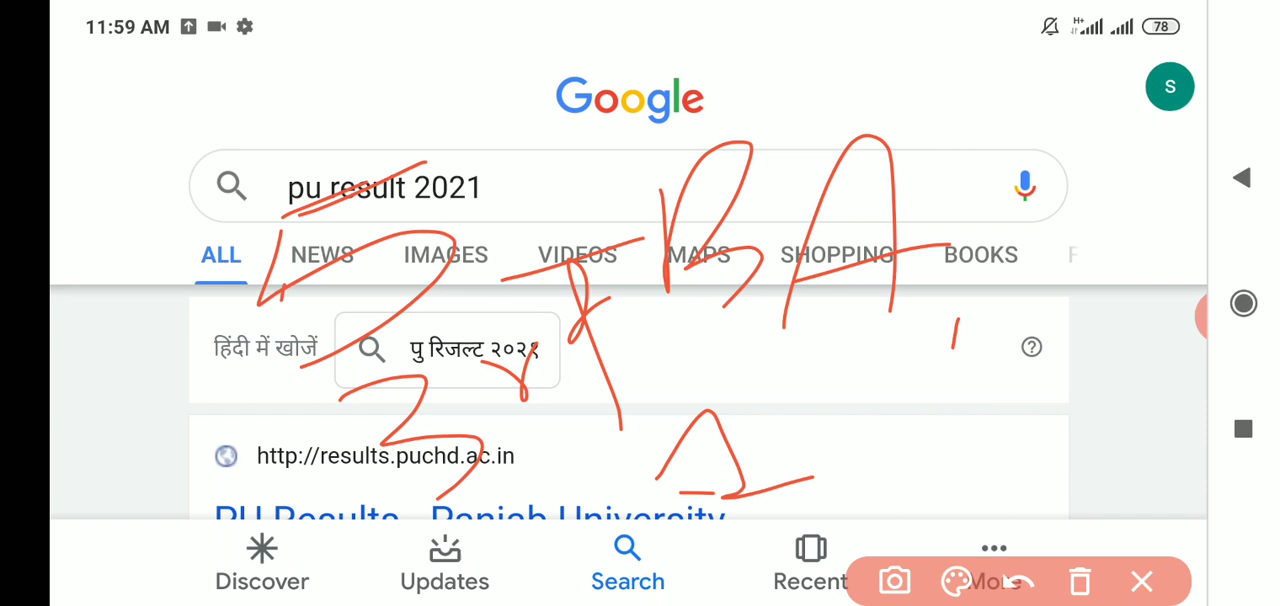 11:59 AM
78
Google
S
pu result 2021
ALL NEWS IMAGES VIDEOS MAPS SHOPPING BOOKS F
BA
हिंदी में खोजें पु रिजल्ट २०२१
http://results.puchd.ac.in
PU Results - Panjab University
Discover Updates Search Recent More